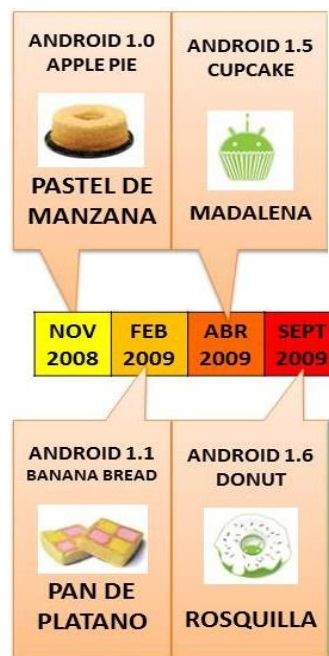 ANDROID 1.0
APPLE PIE
PASTEL DE
MANZANA
ANDROID 1.5
CUPCAKE
MADALENA
NOV
2008
FEB
2009
ABR
2009
SEPT
2009
ANDROID 1.1
BANANA BREAD
PAN DE
PLATANO
ANDROID 1.6
DONUT
ROSQUILLA